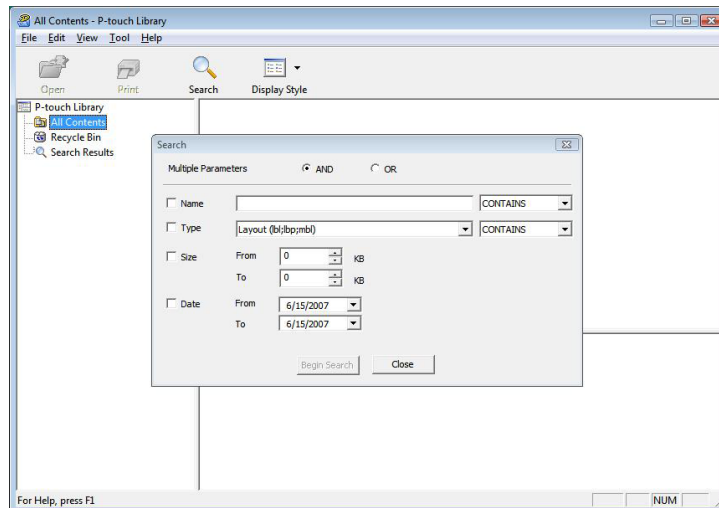 All Contents - P-touch Library
File Edit View Tool Help
Open Print Search Display Style
P-touch Library
All Contents
Recycle Bin
Search Results
Search
Multiple Parameters AND OR
Name CONTAINS
Type Layout (lbl;lbp;mbl) CONTAINS
Size From 0 KB
To 0 KB
Date From 6/15/2007
To 6/15/2007
Begin Search Close
For Help, press F1 NUM